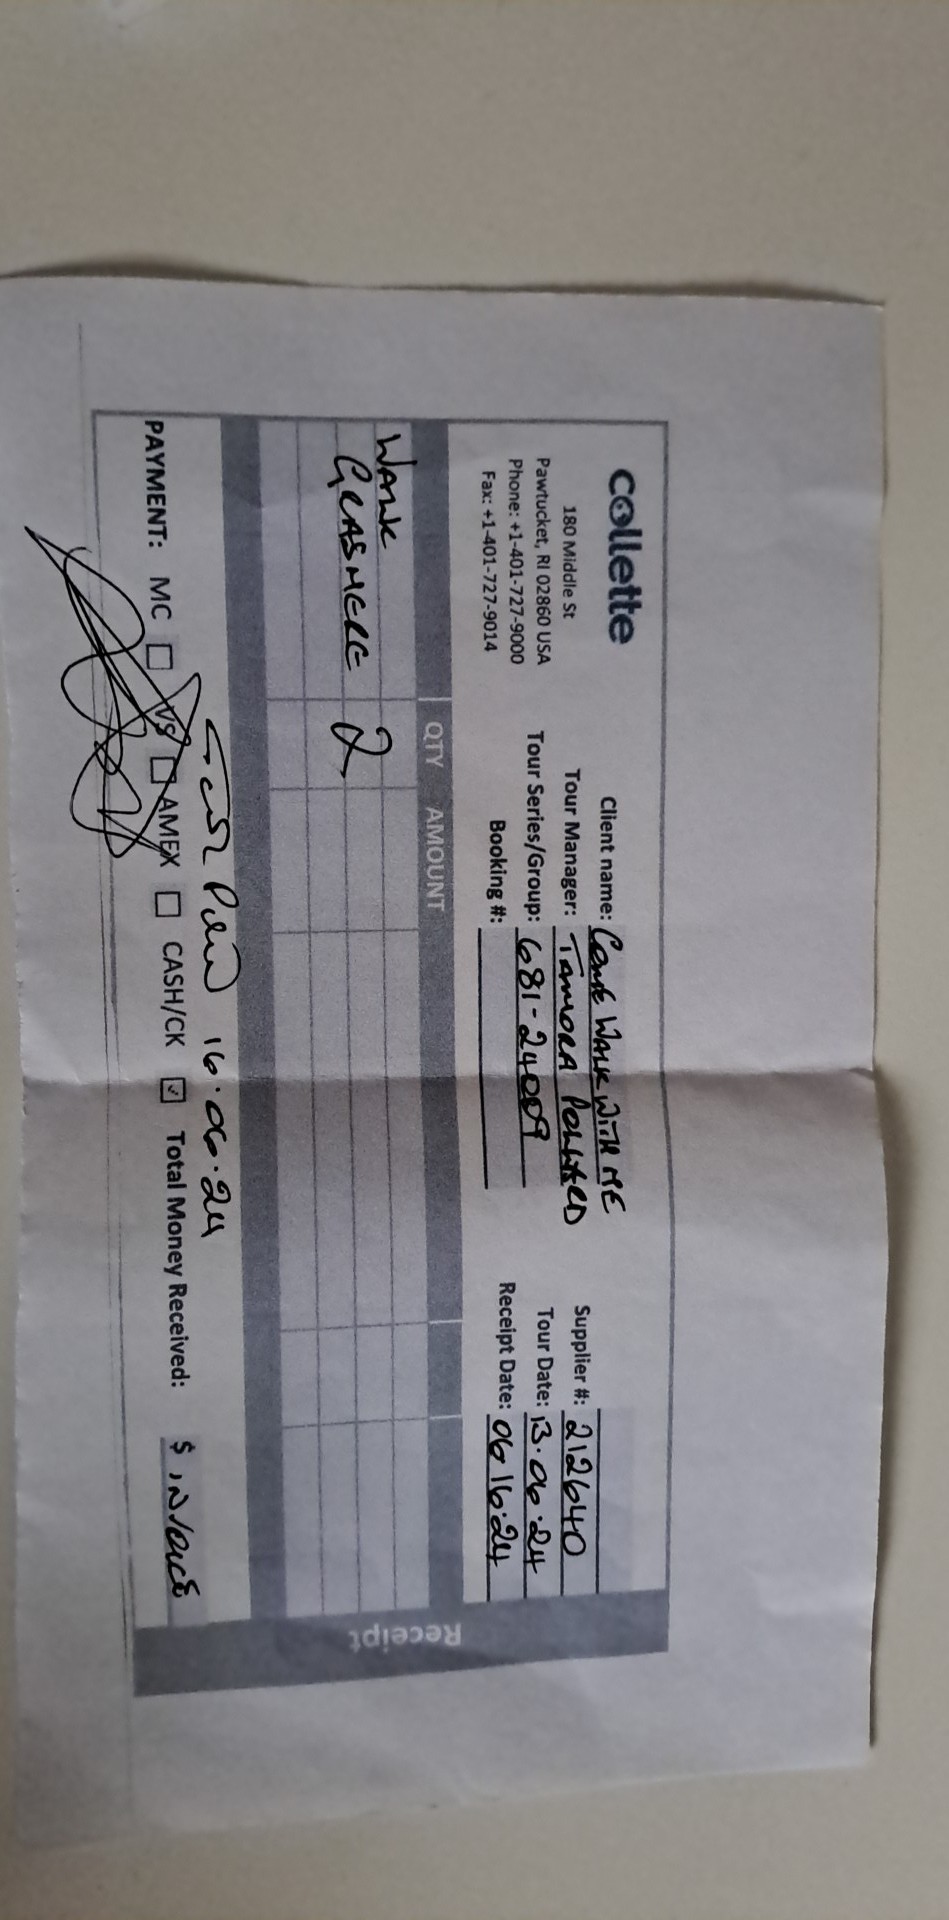 collette
180 Middle St
Pawtucket, RI 02860 USA
Phone: +1-401-727-9000
Fax: +1-401-727-9014
Client name: Come Walk With ME
Tour Manager:
Tour Series/Group: 681-24009
Booking #:
Supplier #: 212640
Tour Date: 13.06.24
Receipt Date: 06 16.24
QTY AMOUNT
WALK
GRASMERE 2
16.06.24
PAYMENT: MC VS AMEX CASH/CK Total Money Received: $ invoice
Receipt